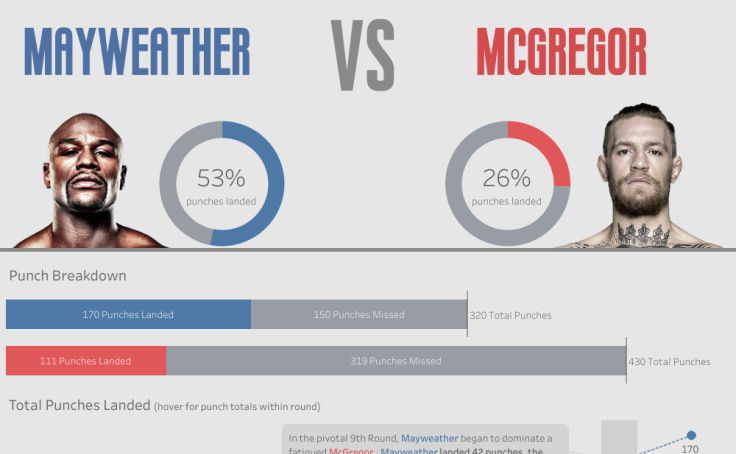 MAYWEATHER VS MCGREGOR
53%
punches landed
26%
punches landed
Punch Breakdown
170 Punches Landed 150 Punches Missed 320 Total Punches
111 Punches Landed 319 Punches Missed 430 Total Punches
Total Punches Landed (hover for punch totals within round)
In the pivotal 9th Round, Mayweather began to dominate a
fatigued McGregor. Mayweather landed 42 punches, the
170